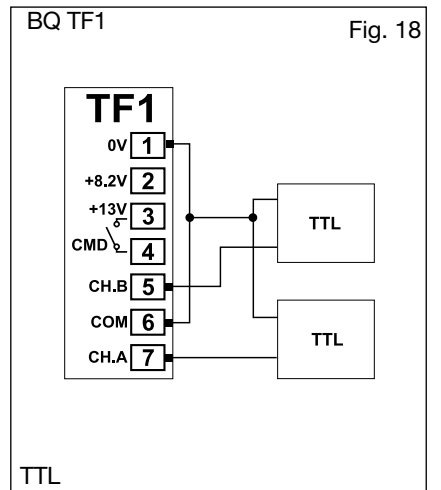 BQ TF1
Fig. 18
TF1
0V 1
+8.2V 2
+13V 3
CMD 4
CH.B 5
COM 6
CH.A 7
TTL
TTL
TTL